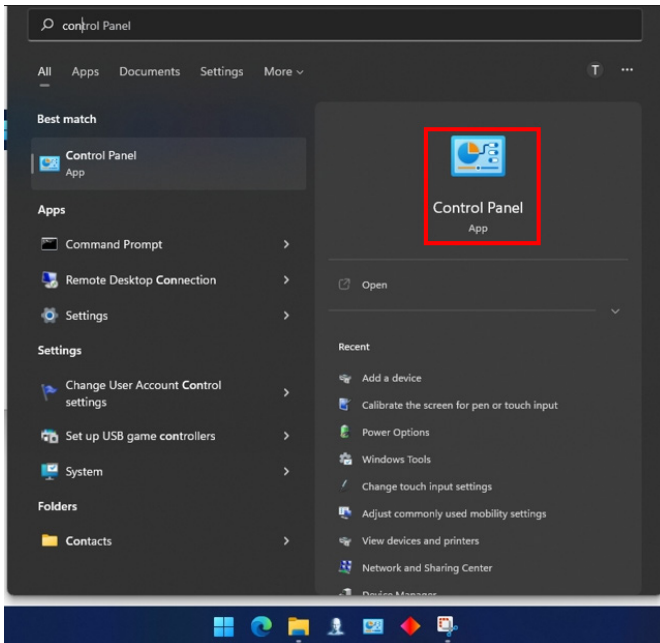 control Panel
All Apps Documents Settings More
T ...
Best match
Control Panel
App
Apps
Command Prompt
Remote Desktop Connection
Settings
Settings
Change User Account Control
settings
Set up USB game controllers
System
Folders
Contacts
Control Panel
App
Open
Recent
Add a device
Calibrate the screen for pen or touch input
Power Options
Windows Tools
Change touch input settings
Adjust commonly used mobility settings
View devices and printers
Network and Sharing Center
Device Manager